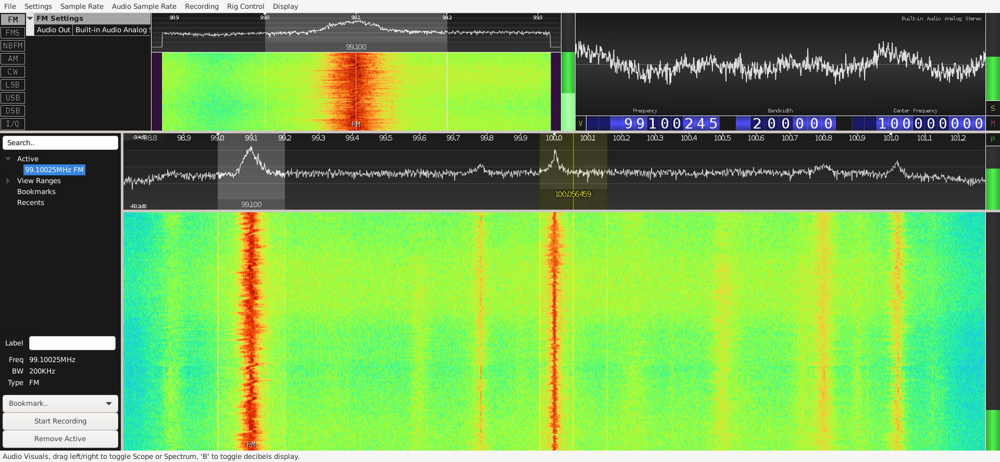 File Settings Sample Rate Audio Sample Rate Recording Rig Control Display
FM
FMS
NBFM
AM
CW
LSB
USB
DSB
I/Q
FM Settings
Audio Out Built-in Audio Analog S
98.9 99.0 99.1 99.2 99.3
99.100
FM
Built-in Audio Analog Stereo
Frequency Bandwidth Center Frequency
V 99100245 200000 100000000
S
M
P
Search..
Active
99.10025MHz FM
View Ranges
Bookmarks
Recents
-9.4dB 98.8 98.9 99.0 99.1 99.2 99.3 99.4 99.5 99.6 99.7 99.8 99.9 100.0 100.1 100.2 100.3 100.4 100.5 100.6 100.7 100.8 100.9 101.0 101.1 101.2
100.056459
99.100
-60.2dB
FM
Label
Freq 99.10025MHz
BW 200KHz
Type FM
Bookmark..
Start Recording
Remove Active
Audio Visuals, drag left/right to toggle Scope or Spectrum, 'B' to toggle decibels display.